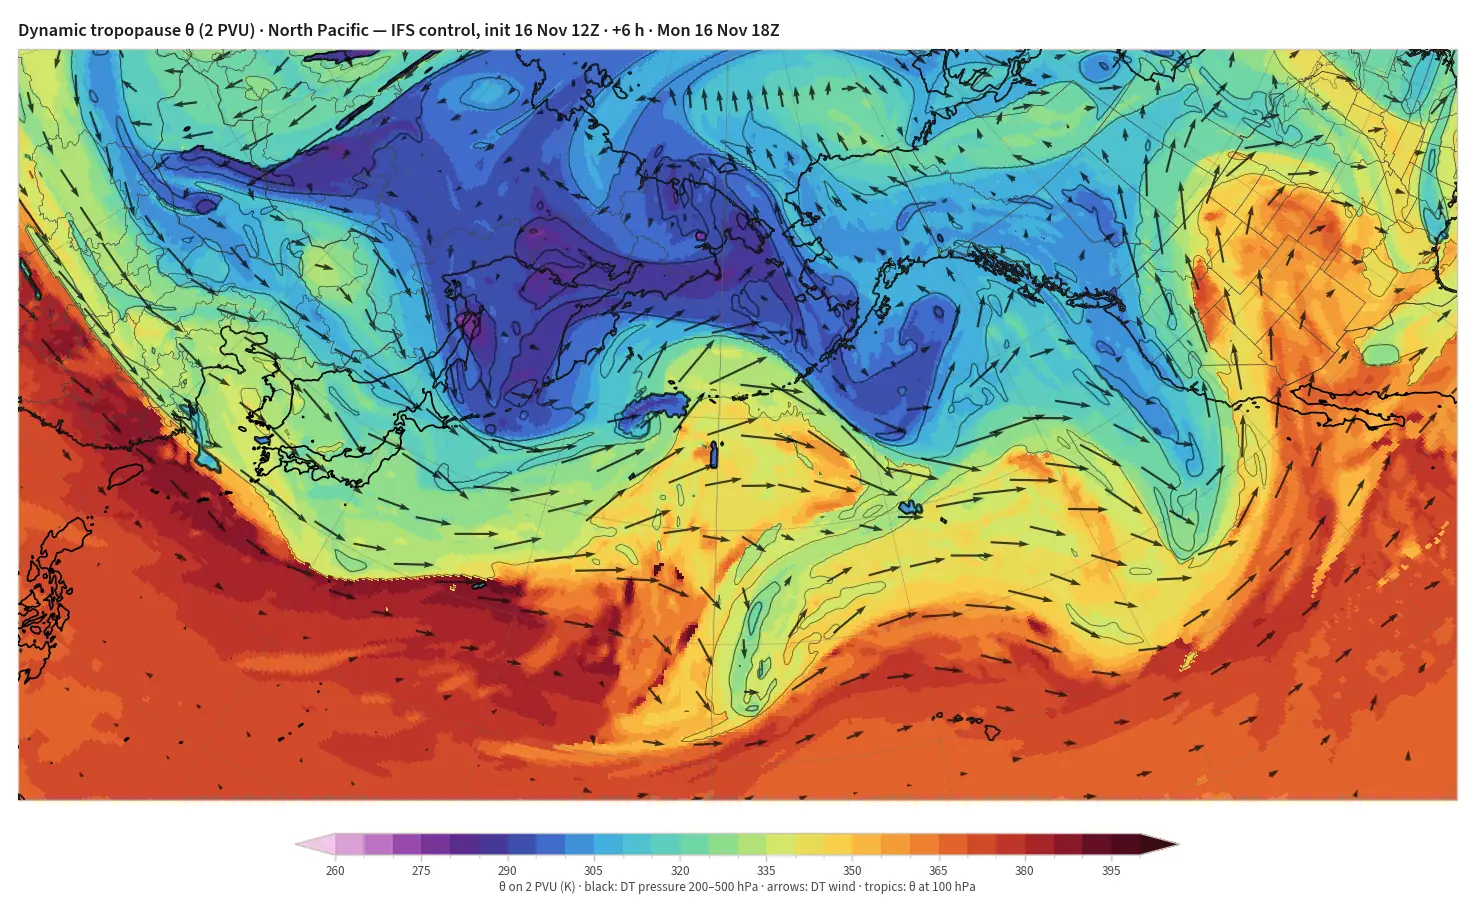 Dynamic tropopause θ (2 PVU) · North Pacific — IFS control, init 16 Nov 12Z · +6 h · Mon 16 Nov 18Z
260 275 290 305 320 335 350 365 380 395
θ on 2 PVU (K) · black: DT pressure 200–500 hPa · arrows: DT wind · tropics: θ at 100 hPa